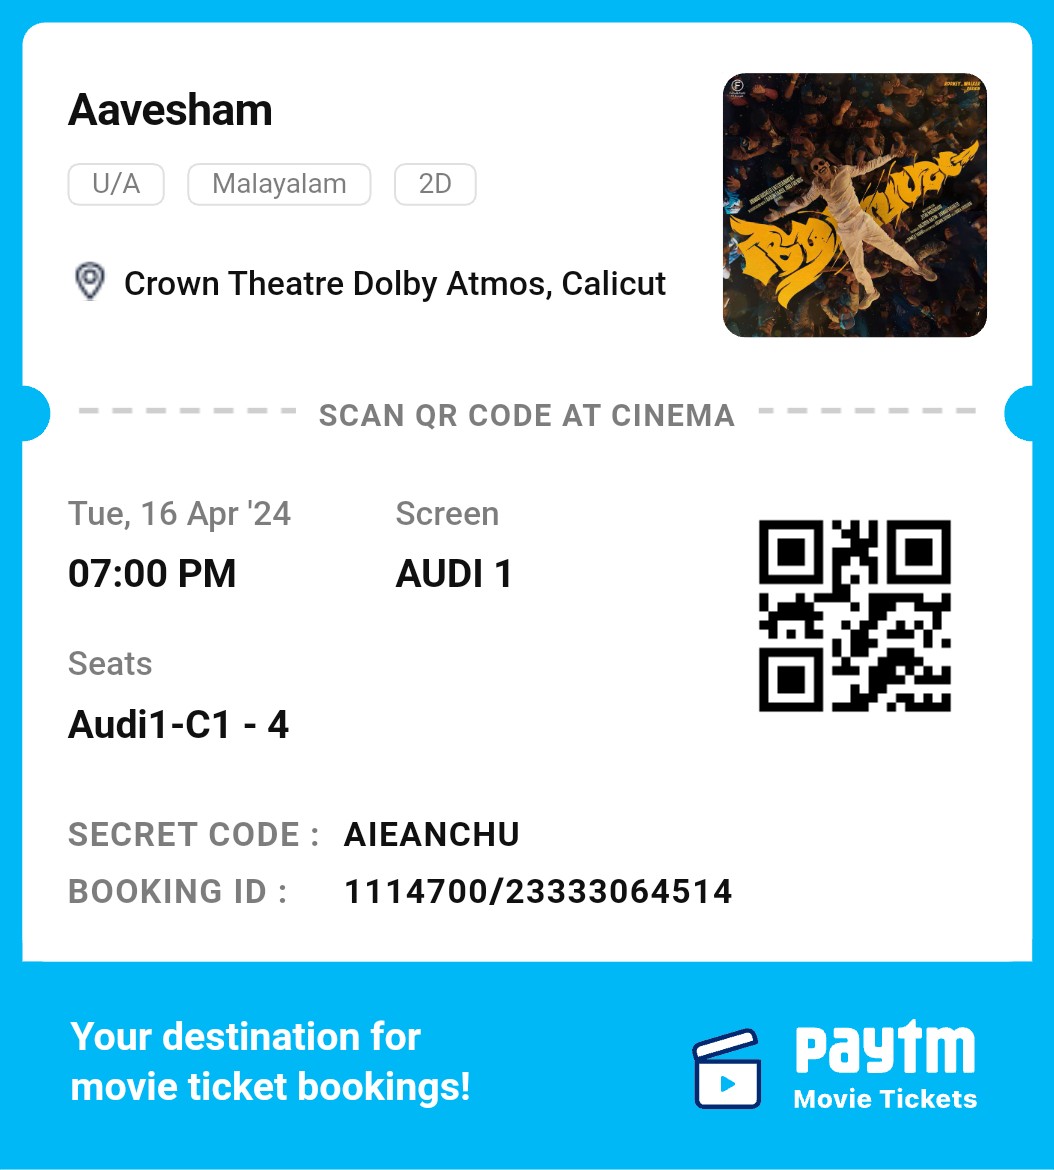 Aavesham
U/A
Malayalam
2D
Crown Theatre Dolby Atmos, Calicut
SCAN QR CODE AT CINEMA
Tue, 16 Apr '24
Screen
07:00 PM
AUDI 1
Seats
Audi1-C1 - 4
SECRET CODE : AIEANCHU
BOOKING ID : 1114700/23333064514
Your destination for
movie ticket bookings!
paytm
Movie Tickets